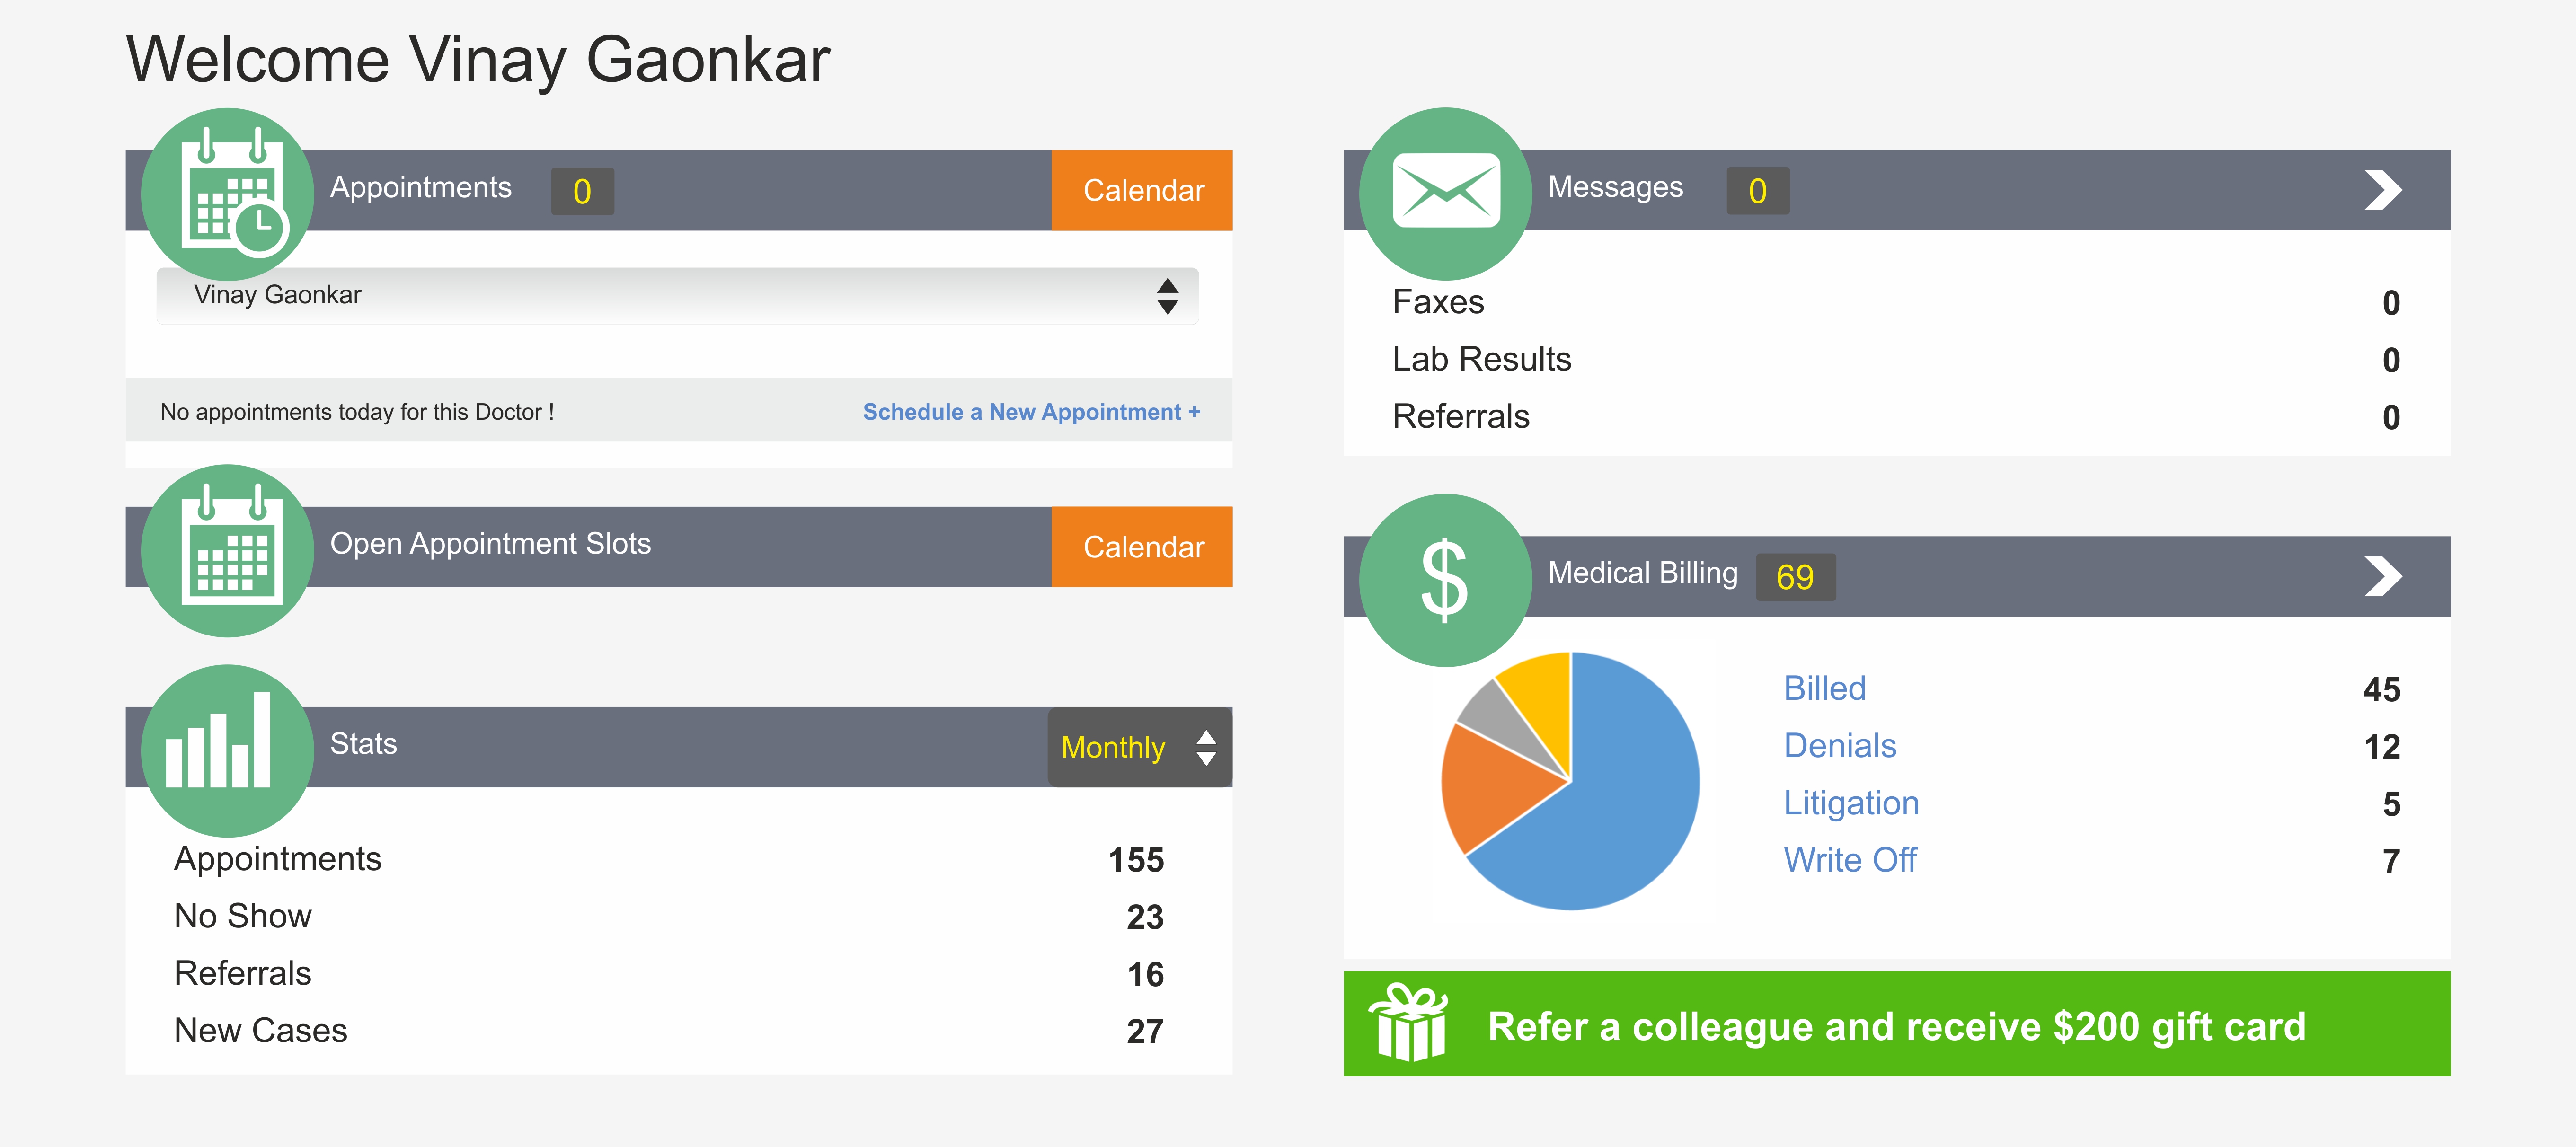 Welcome Vinay Gaonkar
Appointments 0 Calendar
Vinay Gaonkar
No appointments today for this Doctor ! Schedule a New Appointment +
Open Appointment Slots Calendar
Stats Monthly
Appointments 155
No Show 23
Referrals 16
New Cases 27
Messages 0
Faxes 0
Lab Results 0
Referrals 0
$ Medical Billing 69
Billed 45
Denials 12
Litigation 5
Write Off 7
Refer a colleague and receive $200 gift card